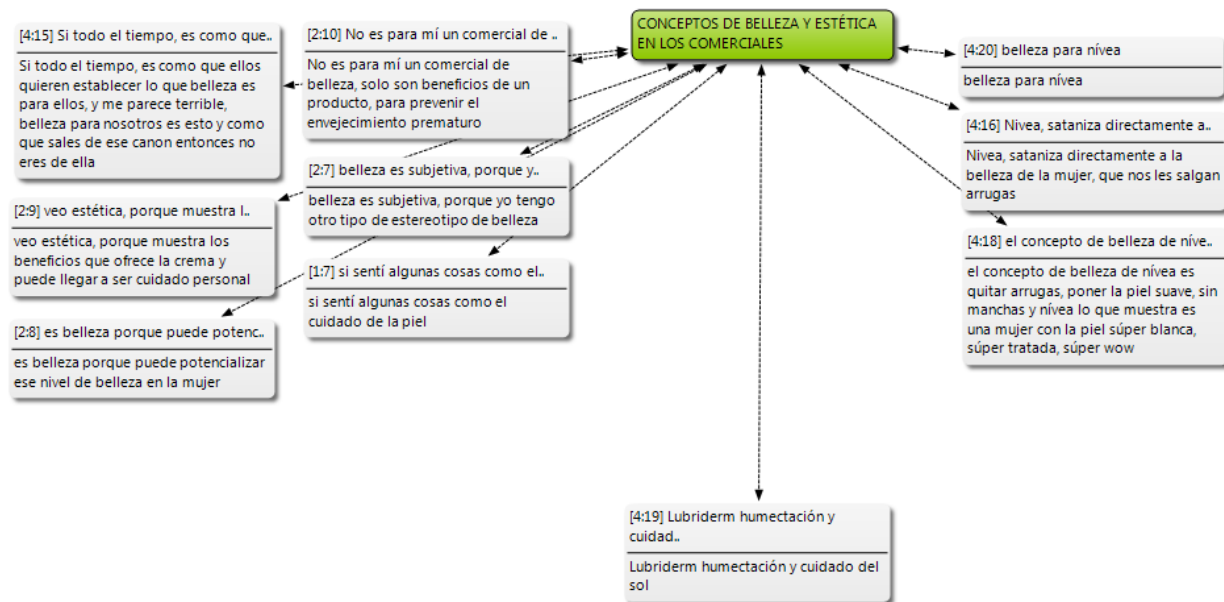 CONCEPTOS DE BELLEZA Y ESTÉTICA
EN LOS COMERCIALES
[4:15] Si todo el tiempo, es como que..
Si todo el tiempo, es como que ellos
quieren establecer lo que belleza es
para ellos, y me parece terrible,
belleza para nosotros es esto y como
que sales de ese canon entonces no
eres de ella
[2:10] No es para mí un comercial de ..
No es para mí un comercial de
belleza, solo son beneficios de un
producto, para prevenir el
envejecimiento prematuro
[2:7] belleza es subjetiva, porque y..
belleza es subjetiva, porque yo tengo
otro tipo de estereotipo de belleza
[2:9] veo estética, porque muestra l..
veo estética, porque muestra los
beneficios que ofrece la crema y
puede llegar a ser cuidado personal
[1:7] si sentí algunas cosas como el..
si sentí algunas cosas como el
cuidado de la piel
[2:8] es belleza porque puede potenc..
es belleza porque puede potencializar
ese nivel de belleza en la mujer
[4:20] belleza para nívea
belleza para nívea
[4:16] Nivea, sataniza directamente a..
Nivea, sataniza directamente a la
belleza de la mujer, que nos les salgan
arrugas
[4:18] el concepto de belleza de níve..
el concepto de belleza de nívea es
quitar arrugas, poner la piel suave, sin
manchas y nívea lo que muestra es
una mujer con la piel súper blanca,
súper tratada, súper wow
[4:19] Lubriderm humectación y
cuidad..
Lubriderm humectación y cuidado del
sol